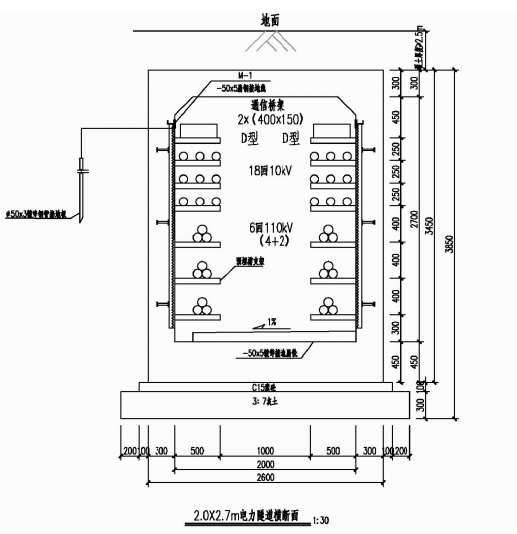 地面
覆土厚度>2.5m
M-1
-50x5扁钢接地线
通信桥架
2x(400x150)
D型 D型
18回10kV
6回110kV
(4+2)
预埋槽支架
φ50x3镀锌钢管接地极
1%
-50x5镀锌接地扁铁
C15素砼
3:7灰土
300 450 250 250 250 400 400 400 300 450
300 2700 450 100 300
3450
3850
200 100 300 500 1000 500 300 100 200
2000
2600
2.0X2.7m电力隧道横断面 1:30